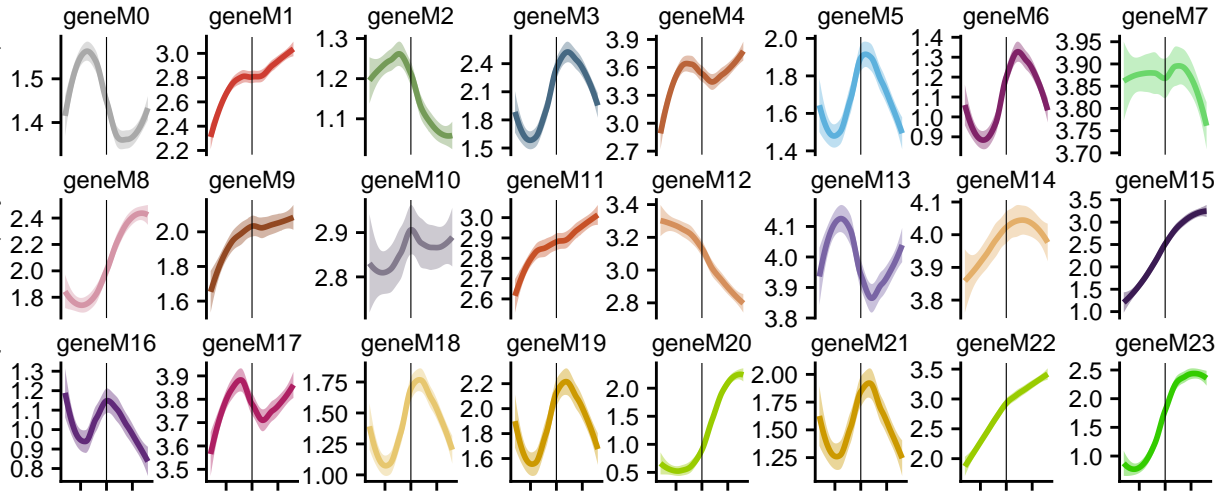 geneM0 geneM1 geneM2 geneM3 geneM4 geneM5 geneM6 geneM7
1.5 1.4
3.0 2.8 2.6 2.4 2.2
1.3 1.2 1.1
2.4 2.1 1.8 1.5
3.9 3.6 3.3 3.0 2.7
2.0 1.8 1.6 1.4
1.4 1.3 1.2 1.1 1.0 0.9
3.95 3.90 3.85 3.80 3.75 3.70
geneM8 geneM9 geneM10 geneM11 geneM12 geneM13 geneM14 geneM15
2.4 2.2 2.0 1.8
2.0 1.8 1.6
2.9 2.8
3.0 2.9 2.8 2.7 2.6
3.4 3.2 3.0 2.8
4.1 4.0 3.9 3.8
4.1 4.0 3.9 3.8
3.5 3.0 2.5 2.0 1.5 1.0
geneM16 geneM17 geneM18 geneM19 geneM20 geneM21 geneM22 geneM23
1.3 1.2 1.1 1.0 0.9 0.8
3.9 3.8 3.7 3.6 3.5
1.75 1.50 1.25 1.00
2.2 2.0 1.8 1.6
2.0 1.5 1.0 0.5
2.00 1.75 1.50 1.25
3.5 3.0 2.5 2.0
2.5 2.0 1.5 1.0